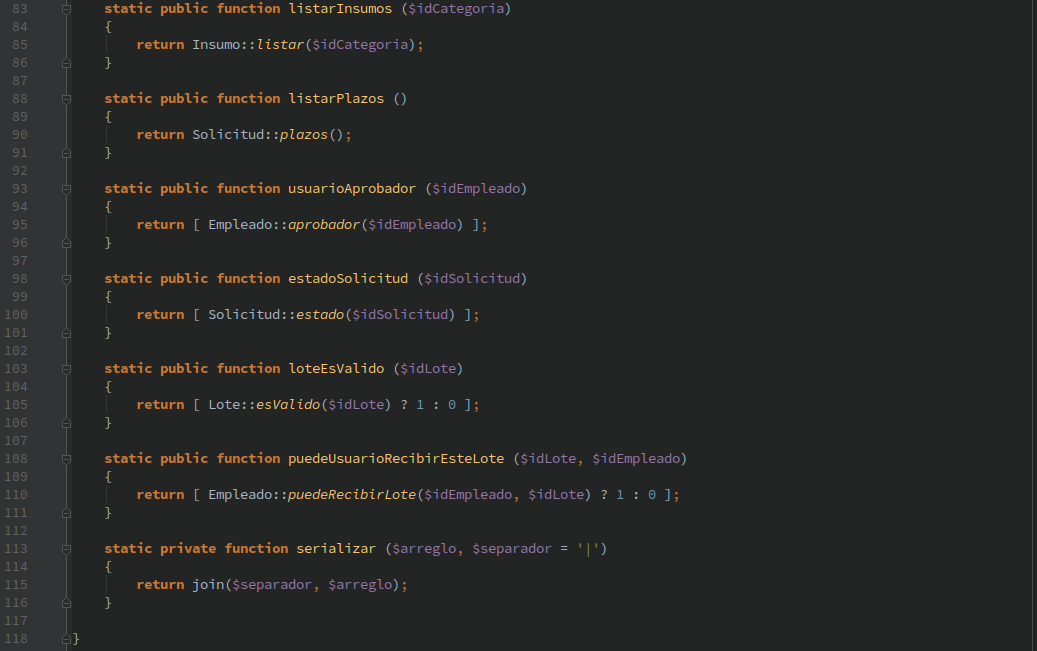 83 static public function listarInsumos ($idCategoria)
84 {
85 return Insumo::listar($idCategoria);
86 }
87
88 static public function listarPlazos ()
89 {
90 return Solicitud::plazos();
91 }
92
93 static public function usuarioAprobador ($idEmpleado)
94 {
95 return [ Empleado::aprobador($idEmpleado) ];
96 }
97
98 static public function estadoSolicitud ($idSolicitud)
99 {
100 return [ Solicitud::estado($idSolicitud) ];
101 }
102
103 static public function loteEsValido ($idLote)
104 {
105 return [ Lote::esValido($idLote) ? 1 : 0 ];
106 }
107
108 static public function puedeUsuarioRecibirEsteLote ($idLote, $idEmpleado)
109 {
110 return [ Empleado::puedeRecibirLote($idEmpleado, $idLote) ? 1 : 0 ];
111 }
112
113 static private function serializar ($arreglo, $separador = '|')
114 {
115 return join($separador, $arreglo);
116 }
117
118 }